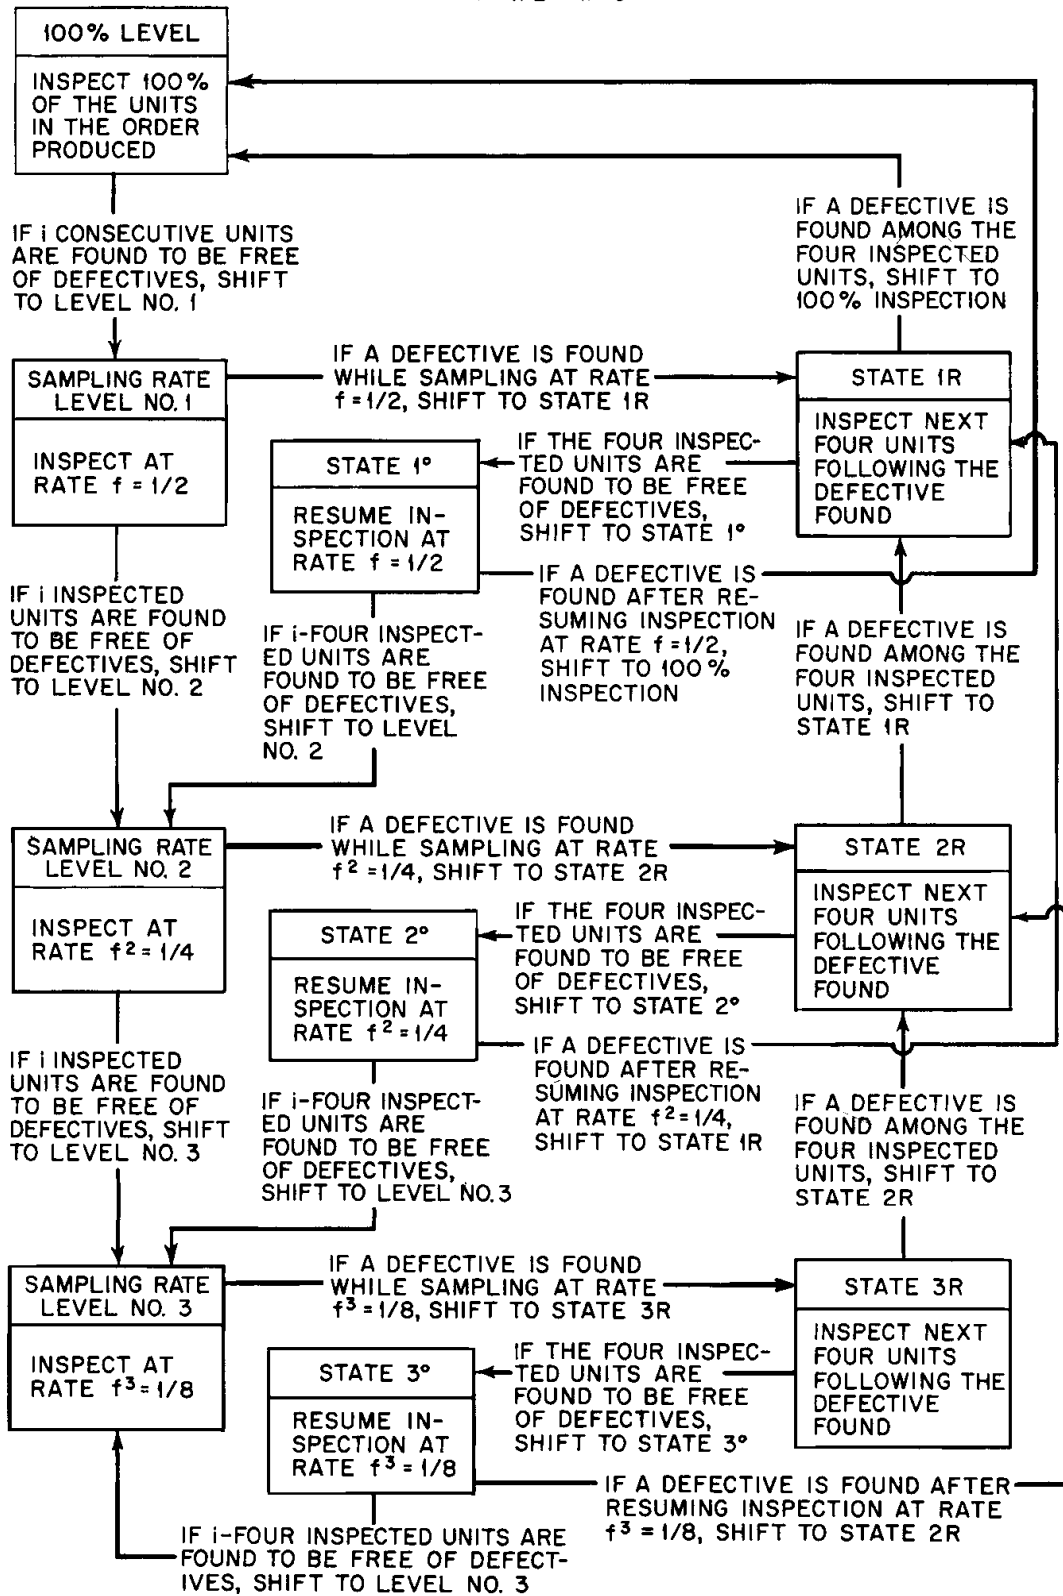 100% LEVEL
INSPECT 100%
OF THE UNITS
IN THE ORDER
PRODUCED
IF i CONSECUTIVE UNITS
ARE FOUND TO BE FREE
OF DEFECTIVES, SHIFT
TO LEVEL NO. 1
IF A DEFECTIVE IS
FOUND AMONG THE
FOUR INSPECTED
UNITS, SHIFT TO
100% INSPECTION
SAMPLING RATE
LEVEL NO. 1
INSPECT AT
RATE f = 1/2
IF A DEFECTIVE IS FOUND
WHILE SAMPLING AT RATE
f = 1/2, SHIFT TO STATE 1R
STATE 1R
INSPECT NEXT
FOUR UNITS
FOLLOWING THE
DEFECTIVE
FOUND
IF THE FOUR INSPEC-
TED UNITS ARE
FOUND TO BE FREE
OF DEFECTIVES,
SHIFT TO STATE 1°
STATE 1°
RESUME IN-
SPECTION AT
RATE f = 1/2
IF A DEFECTIVE IS
FOUND AFTER RE-
SUMING INSPECTION
AT RATE f = 1/2,
SHIFT TO 100%
INSPECTION
IF i INSPECTED
UNITS ARE FOUND
TO BE FREE OF
DEFECTIVES, SHIFT
TO LEVEL NO. 2
IF i-FOUR INSPECT-
ED UNITS ARE
FOUND TO BE FREE
OF DEFECTIVES,
SHIFT TO LEVEL
NO. 2
IF A DEFECTIVE IS
FOUND AMONG THE
FOUR INSPECTED
UNITS, SHIFT TO
STATE 1R
SAMPLING RATE
LEVEL NO. 2
INSPECT AT
RATE f² = 1/4
IF A DEFECTIVE IS FOUND
WHILE SAMPLING AT RATE
f² = 1/4, SHIFT TO STATE 2R
STATE 2R
INSPECT NEXT
FOUR UNITS
FOLLOWING THE
DEFECTIVE
FOUND
IF THE FOUR INSPEC-
TED UNITS ARE
FOUND TO BE FREE
OF DEFECTIVES,
SHIFT TO STATE 2°
STATE 2°
RESUME IN-
SPECTION AT
RATE f² = 1/4
IF A DEFECTIVE IS
FOUND AFTER RE-
SUMING INSPECTION
AT RATE f² = 1/4,
SHIFT TO STATE 1R
IF i INSPECTED
UNITS ARE FOUND
TO BE FREE OF
DEFECTIVES, SHIFT
TO LEVEL NO. 3
IF i-FOUR INSPECT-
ED UNITS ARE
FOUND TO BE FREE
OF DEFECTIVES,
SHIFT TO LEVEL NO. 3
IF A DEFECTIVE IS
FOUND AMONG THE
FOUR INSPECTED
UNITS, SHIFT TO
STATE 2R
SAMPLING RATE
LEVEL NO. 3
INSPECT AT
RATE f³ = 1/8
IF A DEFECTIVE IS FOUND
WHILE SAMPLING AT RATE
f³ = 1/8, SHIFT TO STATE 3R
STATE 3R
INSPECT NEXT
FOUR UNITS
FOLLOWING THE
DEFECTIVE
FOUND
IF THE FOUR INSPEC-
TED UNITS ARE
FOUND TO BE FREE
OF DEFECTIVES,
SHIFT TO STATE 3°
STATE 3°
RESUME IN-
SPECTION AT
RATE f³ = 1/8
IF A DEFECTIVE IS FOUND AFTER
RESUMING INSPECTION AT RATE
f³ = 1/8, SHIFT TO STATE 2R
IF i-FOUR INSPECTED UNITS ARE
FOUND TO BE FREE OF DEFECT-
IVES, SHIFT TO LEVEL NO. 3